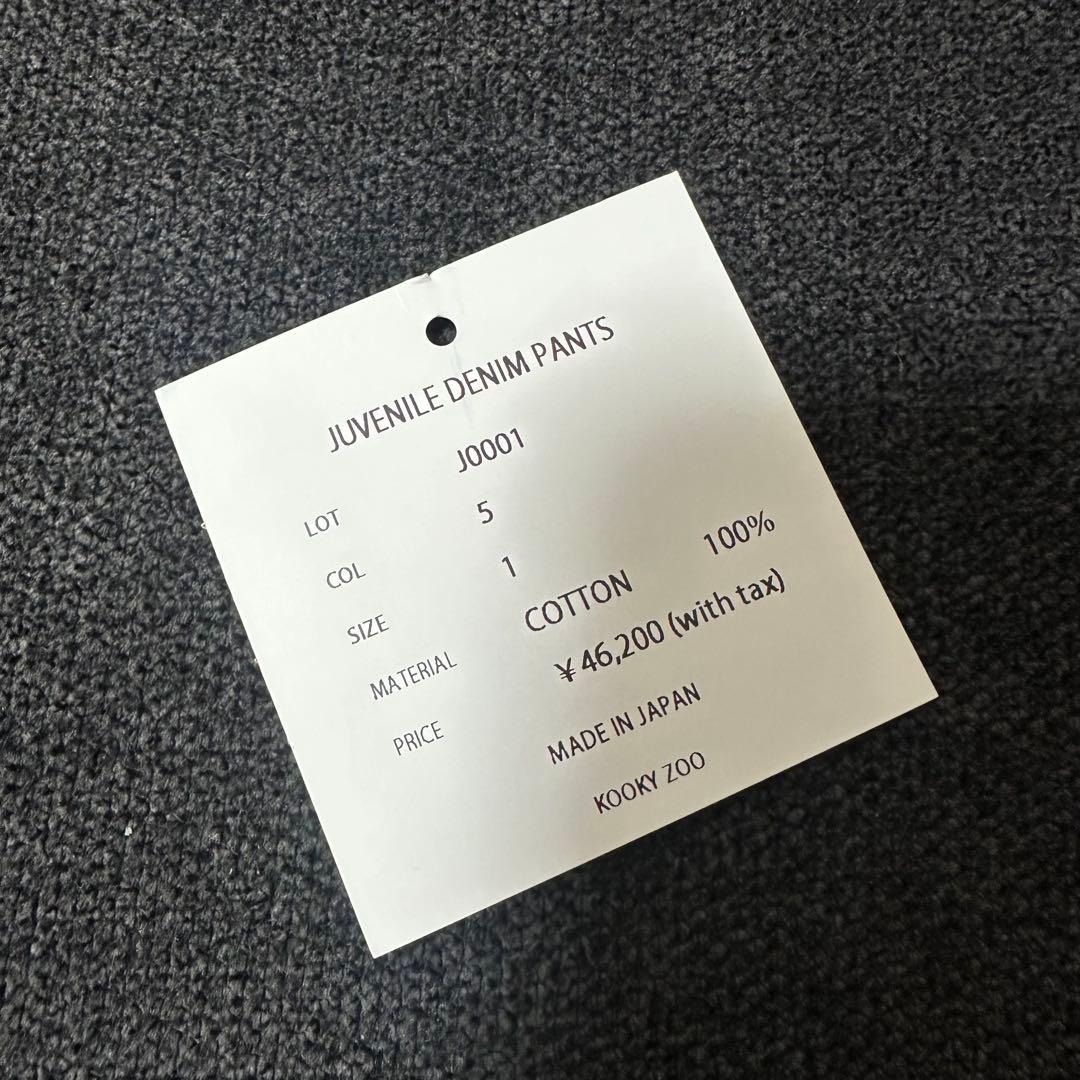 JUVENILE DENIM PANTS
LOT J0001
COL 5
SIZE 1
MATERIAL COTTON 100%
PRICE ¥46,200 (with tax)
MADE IN JAPAN
KOOKY ZOO